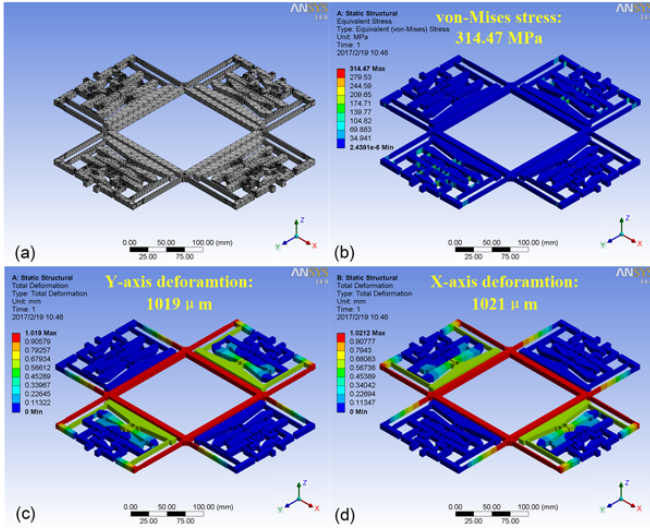 ANSYS
14.0
0.00
50.00
100.00 (mm)
25.00
75.00
Z
Y
X
(a)
A: Static Structural
Equivalent Stress
Type: Equivalent (von-Mises) Stress
Unit: MPa
Time: 1
2017/2/19 10:46
von-Mises stress:
314.47 MPa
ANSYS
14.0
314.47 Max
279.53
244.59
209.65
174.71
139.77
104.82
69.883
34.941
2.4391e-6 Min
0.00
50.00
100.00 (mm)
25.00
75.00
Z
Y
X
(b)
A: Static Structural
Total Deformation
Type: Total Deformation
Unit: mm
Time: 1
2017/2/19 10:46
Y-axis deforamtion:
1019 μm
ANSYS
14.0
1.019 Max
0.90579
0.79257
0.67934
0.56612
0.45289
0.33967
0.22645
0.11322
0 Min
0.00
50.00
100.00 (mm)
25.00
75.00
Z
Y
X
(c)
B: Static Structural
Total Deformation
Type: Total Deformation
Unit: mm
Time: 1
2017/2/19 10:46
X-axis deforamtion:
1021 μm
ANSYS
14.0
1.0212 Max
0.90777
0.7943
0.68083
0.56736
0.45389
0.34042
0.22694
0.11347
0 Min
0.00
50.00
100.00 (mm)
25.00
75.00
Z
Y
X
(d)